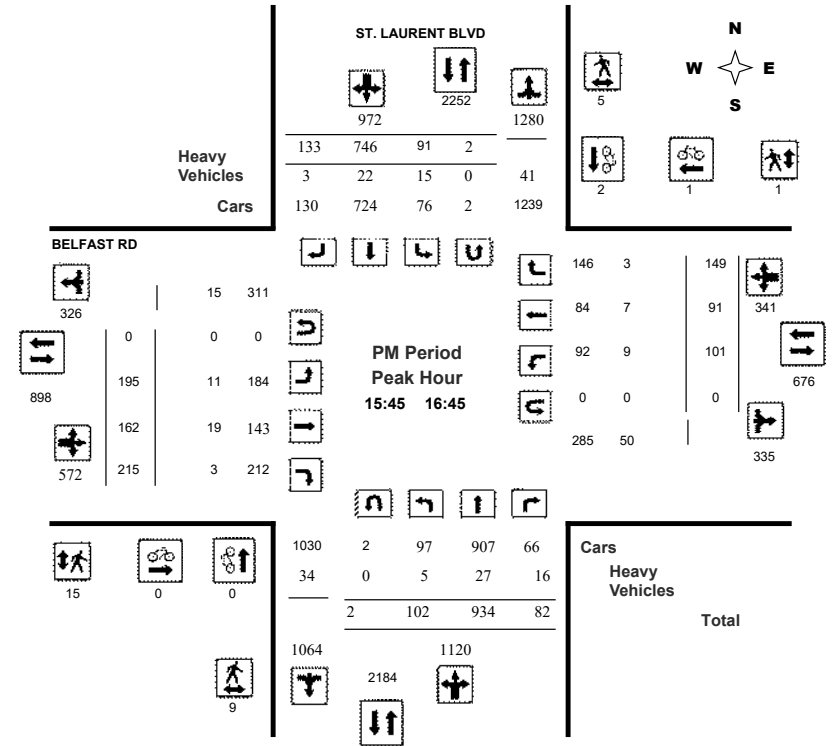 ST. LAURENT BLVD
N
W E
S
2252
5
972
1280
133 746 91 2
Heavy
Vehicles
3 22 15 0 41
Cars
130 724 76 2 1239
2 1 1
BELFAST RD
326
15 311
146 3 149
341
0 0 0
84 7 91
PM Period
Peak Hour
15:45 16:45
898
195 11 184
92 9 101
676
162 19 143
0 0 0
572
215 3 212
285 50
335
1030 2 97 907 66
Cars
34 0 5 27 16
Heavy
Vehicles
15 0 0
2 102 934 82
Total
1064
1120
2184
9